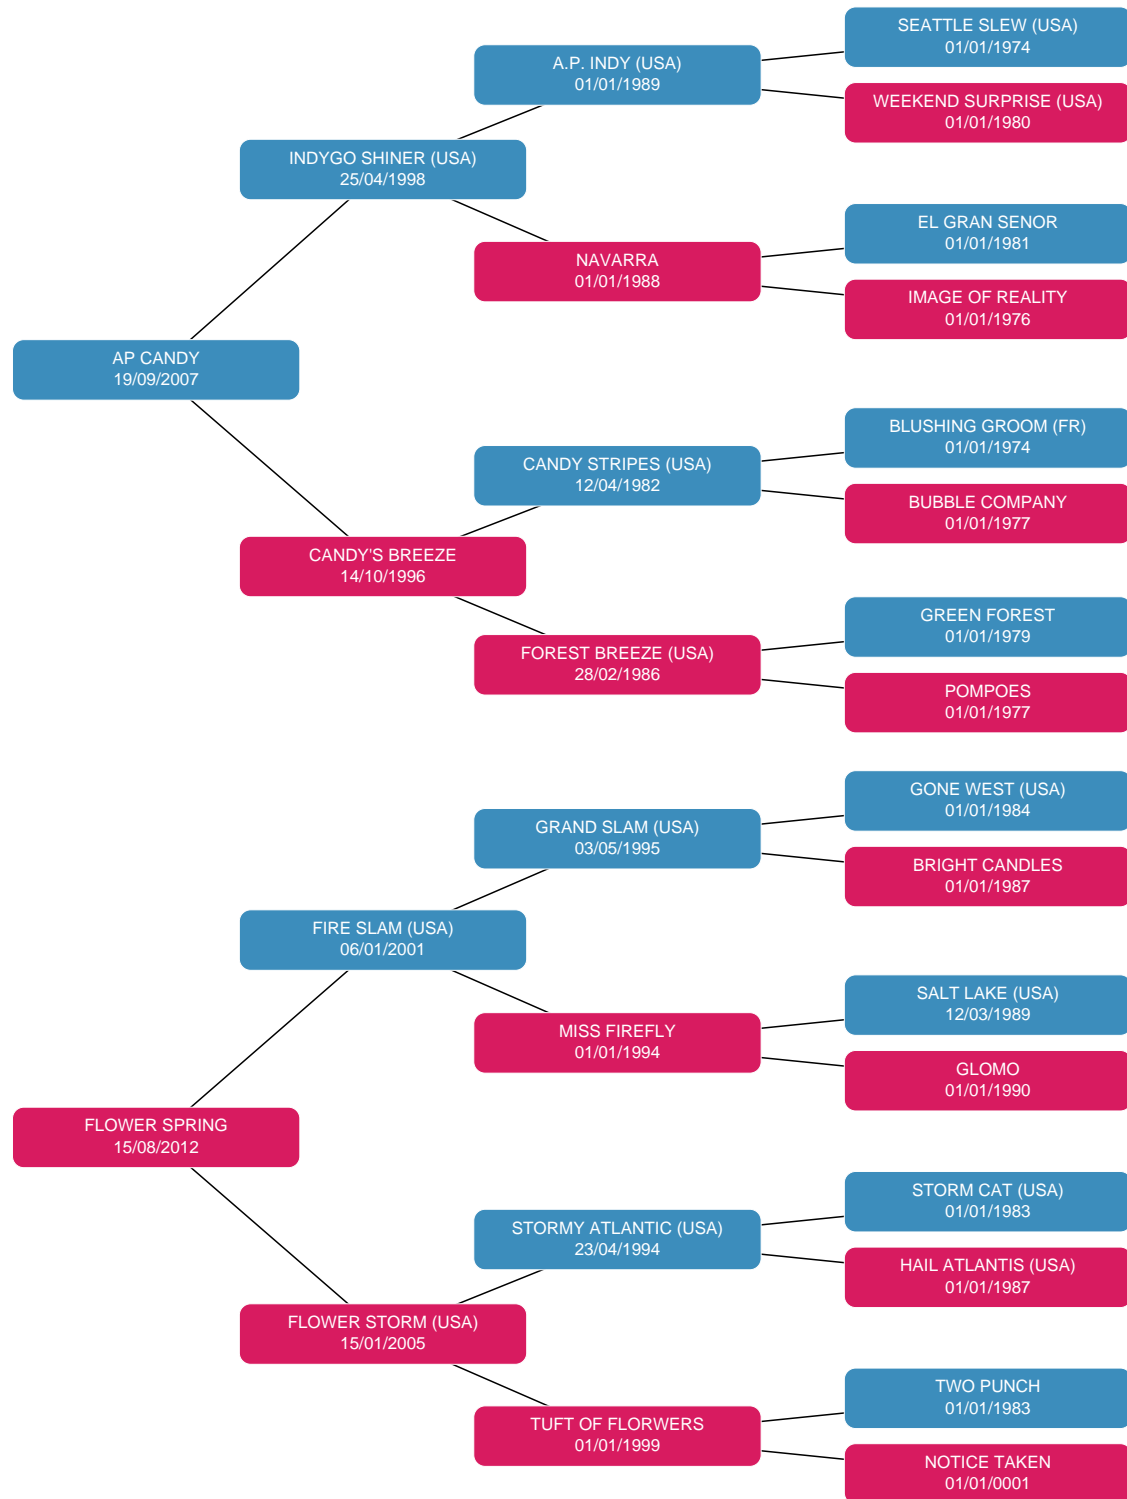 SEATTLE SLEW (USA)
01/01/1974
A.P. INDY (USA)
01/01/1989
WEEKEND SURPRISE (USA)
01/01/1980
INDYGO SHINER (USA)
25/04/1998
EL GRAN SENOR
01/01/1981
NAVARRA
01/01/1988
IMAGE OF REALITY
01/01/1976
AP CANDY
19/09/2007
BLUSHING GROOM (FR)
01/01/1974
CANDY STRIPES (USA)
12/04/1982
BUBBLE COMPANY
01/01/1977
CANDY'S BREEZE
14/10/1996
GREEN FOREST
01/01/1979
FOREST BREEZE (USA)
28/02/1986
POMPOES
01/01/1977
GONE WEST (USA)
01/01/1984
GRAND SLAM (USA)
03/05/1995
BRIGHT CANDLES
01/01/1987
FIRE SLAM (USA)
06/01/2001
SALT LAKE (USA)
12/03/1989
MISS FIREFLY
01/01/1994
GLOMO
01/01/1990
FLOWER SPRING
15/08/2012
STORM CAT (USA)
01/01/1983
STORMY ATLANTIC (USA)
23/04/1994
HAIL ATLANTIS (USA)
01/01/1987
FLOWER STORM (USA)
15/01/2005
TWO PUNCH
01/01/1983
TUFT OF FLORWERS
01/01/1999
NOTICE TAKEN
01/01/0001